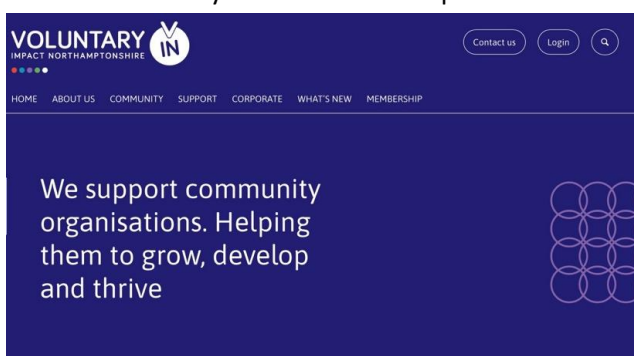 VOLUNTARY IN
IMPACT NORTHAMPTONSHIRE
Contact us Login
HOME ABOUT US COMMUNITY SUPPORT CORPORATE WHAT'S NEW MEMBERSHIP
We support community
organisations. Helping
them to grow, develop
and thrive